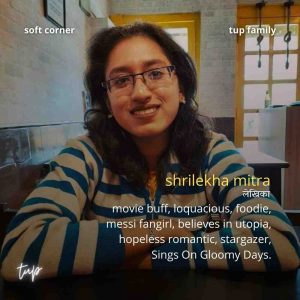 soft corner
tup family
shrilekha mitra
लेखिका
movie buff, loquacious, foodie,
messi fangirl, believes in utopia,
hopeless romantic, stargazer,
Sings On Gloomy Days.
tup